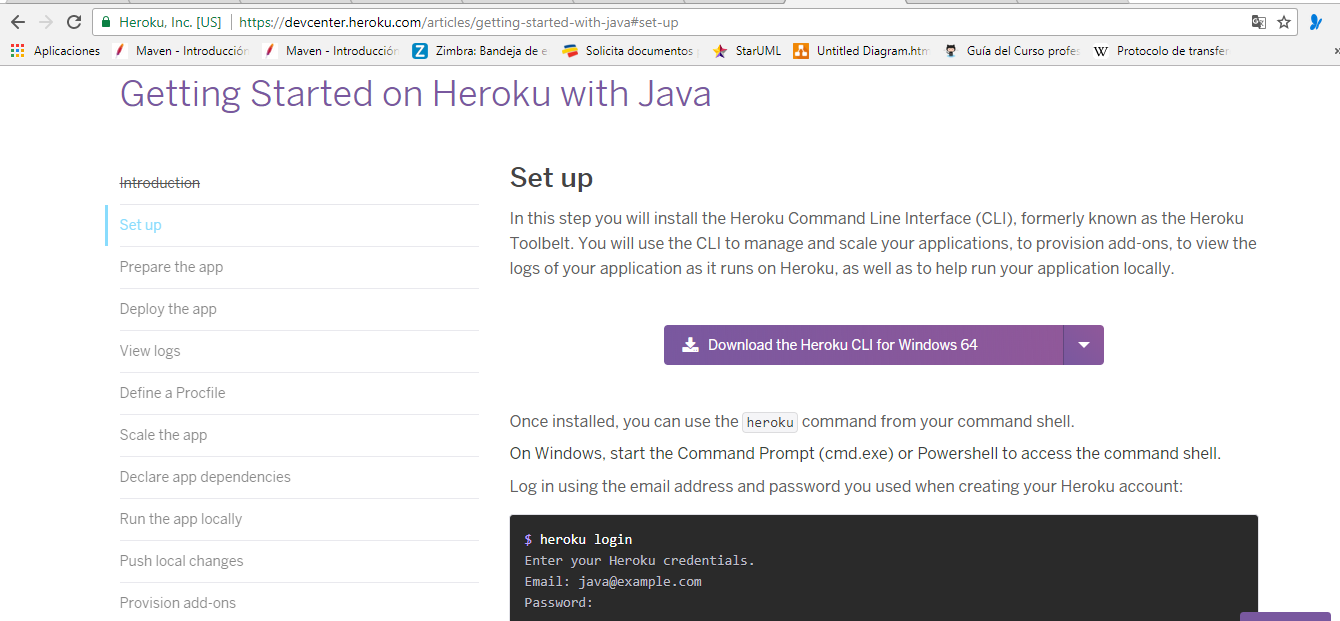 Heroku, Inc. [US]
https://devcenter.heroku.com/articles/getting-started-with-java#set-up
Aplicaciones
Maven - Introducción
Maven - Introducción
Zimbra: Bandeja de e
Solicita documentos
StarUML
Untitled Diagram.htm
Guía del Curso profes
Protocolo de transfer
Getting Started on Heroku with Java
Introduction
Set up
Prepare the app
Deploy the app
View logs
Define a Procfile
Scale the app
Declare app dependencies
Run the app locally
Push local changes
Provision add-ons
Set up
In this step you will install the Heroku Command Line Interface (CLI), formerly known as the Heroku
Toolbelt. You will use the CLI to manage and scale your applications, to provision add-ons, to view the
logs of your application as it runs on Heroku, as well as to help run your application locally.
Download the Heroku CLI for Windows 64
Once installed, you can use the heroku command from your command shell.
On Windows, start the Command Prompt (cmd.exe) or Powershell to access the command shell.
Log in using the email address and password you used when creating your Heroku account:
$ heroku login
Enter your Heroku credentials.
Email: java@example.com
Password: